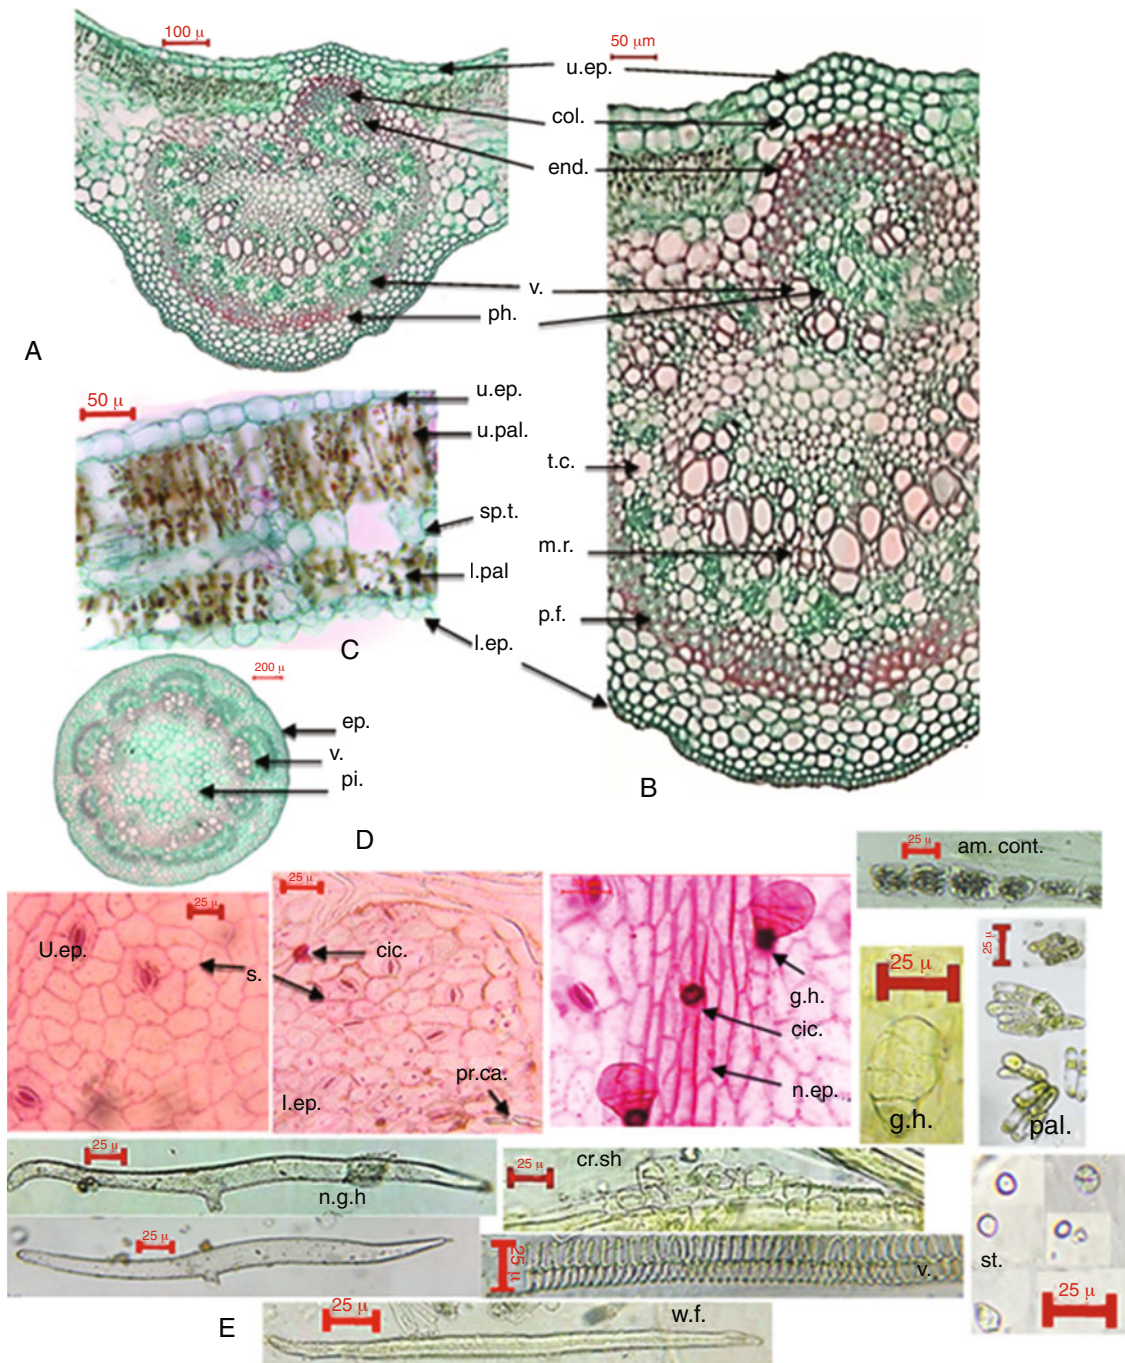 100 µ
50 µm
u.ep.
col.
end.
v.
ph.
A
50 µ
u.ep.
u.pal.
t.c.
sp.t.
m.r.
l.pal
p.f.
l.ep.
C
200 µ
ep.
v.
pi.
B
D
25 µ
am. cont.
25 µ
U.ep.
s.
25 µ
cic.
l.ep.
pr.ca.
g.h.
cic.
n.ep.
25 µ
g.h.
25 µ
pal.
25 µ
n.g.h
25 µ
cr.sh
25 µ
25 µ
v.
st.
25 µ
E
25 µ
w.f.